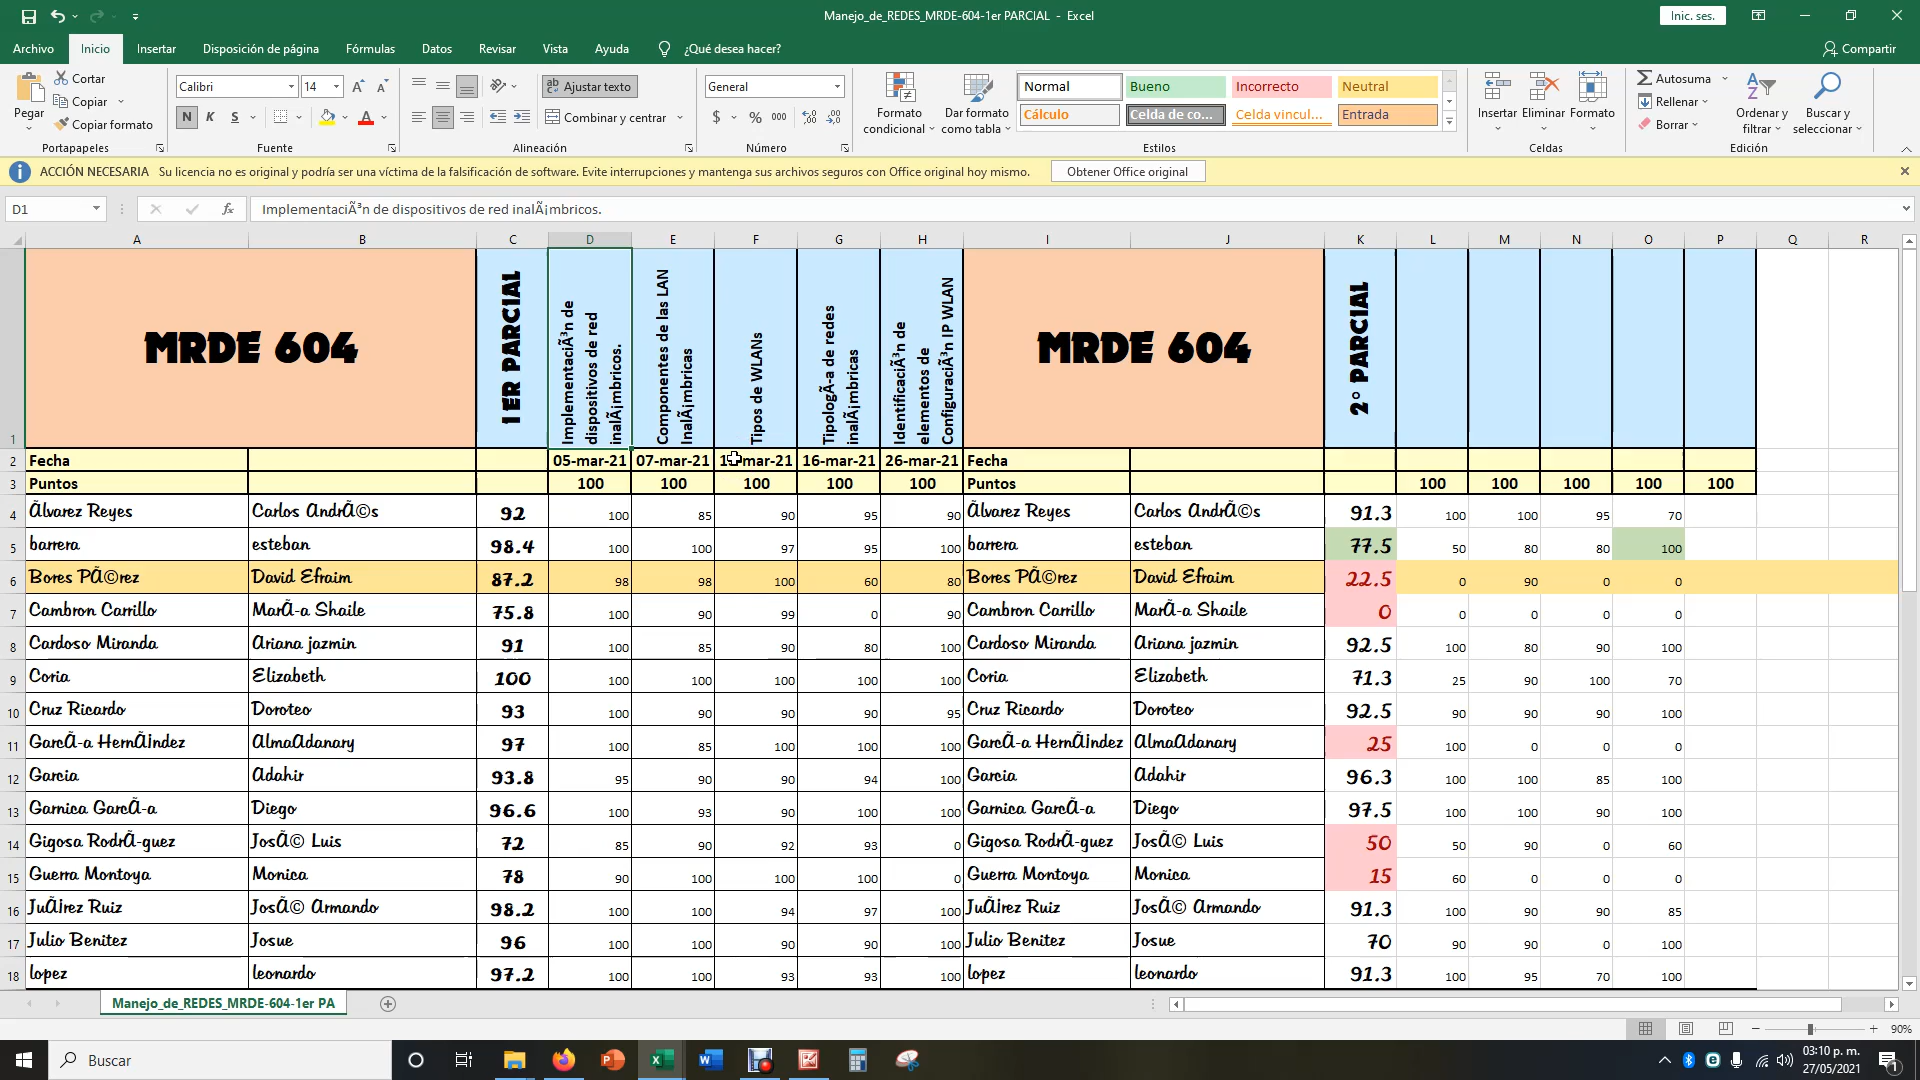 Manejo_de_REDES_MRDE-604-1er PARCIAL - Excel
Inic. ses.
Archivo Inicio Insertar Disposición de página Fórmulas Datos Revisar Vista Ayuda ¿Qué desea hacer? Compartir
Pegar Cortar Copiar Copiar formato Portapapeles
Calibri 14 N K S Fuente
Ajustar texto Combinar y centrar Alineación
General $ % 000 Número
Formato condicional Dar formato como tabla
Normal Bueno Incorrecto Neutral
Cálculo Celda de co... Celda vincul... Entrada
Estilos
Insertar Eliminar Formato Celdas
Autosuma Rellenar Borrar Ordenar y filtrar Buscar y seleccionar Edición
ACCIÓN NECESARIA Su licencia no es original y podría ser una víctima de la falsificación de software. Evite interrupciones y mantenga sus archivos seguros con Office original hoy mismo. Obtener Office original
D1 fx ImplementaciÃ³n de dispositivos de red inalÃ¡mbricos.
A B C D E F G H I J K L M N O P Q R
1 MRDE 604 1ER PARCIAL ImplementaciÃ³n de dispositivos de red inalÃ¡mbricos. Componentes de las LAN InalÃ¡mbricas Tipos de WLANs TipologÃ-a de redes inalÃ¡mbricas IdentificaciÃ³n de elementos de ConfiguraciÃ³n IP WLAN MRDE 604 2° PARCIAL
2 Fecha 05-mar-21 07-mar-21 16-mar-21 26-mar-21 Fecha
3 Puntos 100 100 100 100 100 Puntos 100 100 100 100 100
4 Ãlvarez Reyes Carlos AndrÃ©s 92 100 85 90 95 90 Ãlvarez Reyes Carlos AndrÃ©s 91.3 100 100 95 70
5 barrera esteban 98.4 100 100 97 95 100 barrera esteban 77.5 50 80 80 100
6 Bores PÃ©rez David Efraim 87.2 98 98 100 60 80 Bores PÃ©rez David Efraim 22.5 0 90 0 0
7 Cambron Carrillo MarÃ-a Shaile 75.8 100 90 99 0 90 Cambron Carrillo MarÃ-a Shaile 0 0 0 0 0
8 Cardoso Miranda Ariana jazmin 91 100 85 90 80 100 Cardoso Miranda Ariana jazmin 92.5 100 80 90 100
9 Coria Elizabeth 100 100 100 100 100 100 Coria Elizabeth 71.3 25 90 100 70
10 Cruz Ricardo Doroteo 93 100 90 90 90 95 Cruz Ricardo Doroteo 92.5 90 90 90 100
11 GarcÃ-a HernÃ¡ndez AlmaAdanary 97 100 85 100 100 100 GarcÃ-a HernÃ¡ndez AlmaAdanary 25 100 0 0 0
12 Garcia Adahir 93.8 95 90 90 94 100 Garcia Adahir 96.3 100 100 85 100
13 Garnica GarcÃ-a Diego 96.6 100 93 90 100 100 Garnica GarcÃ-a Diego 97.5 100 100 90 100
14 Gigosa RodrÃ-guez JosÃ© Luis 72 85 90 92 93 0 Gigosa RodrÃ-guez JosÃ© Luis 50 50 90 0 60
15 Guerra Montoya Monica 78 90 100 100 100 0 Guerra Montoya Monica 15 60 0 0 0
16 JuÃ¡rez Ruiz JosÃ© Armando 98.2 100 100 94 97 100 JuÃ¡rez Ruiz JosÃ© Armando 91.3 100 90 90 85
17 Julio Benitez Josue 96 100 100 90 90 100 Julio Benitez Josue 70 90 90 0 100
18 lopez leonardo 97.2 100 100 93 93 100 lopez leonardo 91.3 100 95 70 100
Manejo_de_REDES_MRDE-604-1er PA
90%
Buscar
03:10 p. m.
27/05/2021